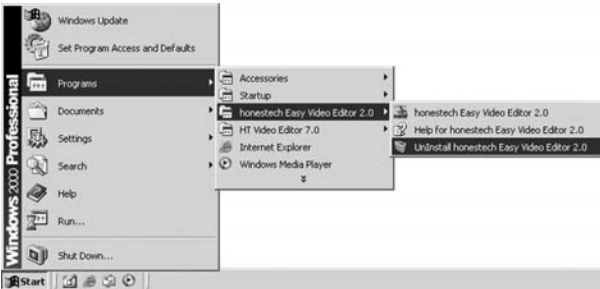 Windows 2000 Professional
Windows Update
Set Program Access and Defaults
Programs
Documents
Settings
Search
Help
Run...
Shut Down...
Accessories
Startup
honestech Easy Video Editor 2.0
HT Video Editor 7.0
Internet Explorer
Windows Media Player
honestech Easy Video Editor 2.0
Help for honestech Easy Video Editor 2.0
UnInstall honestech Easy Video Editor 2.0
Start